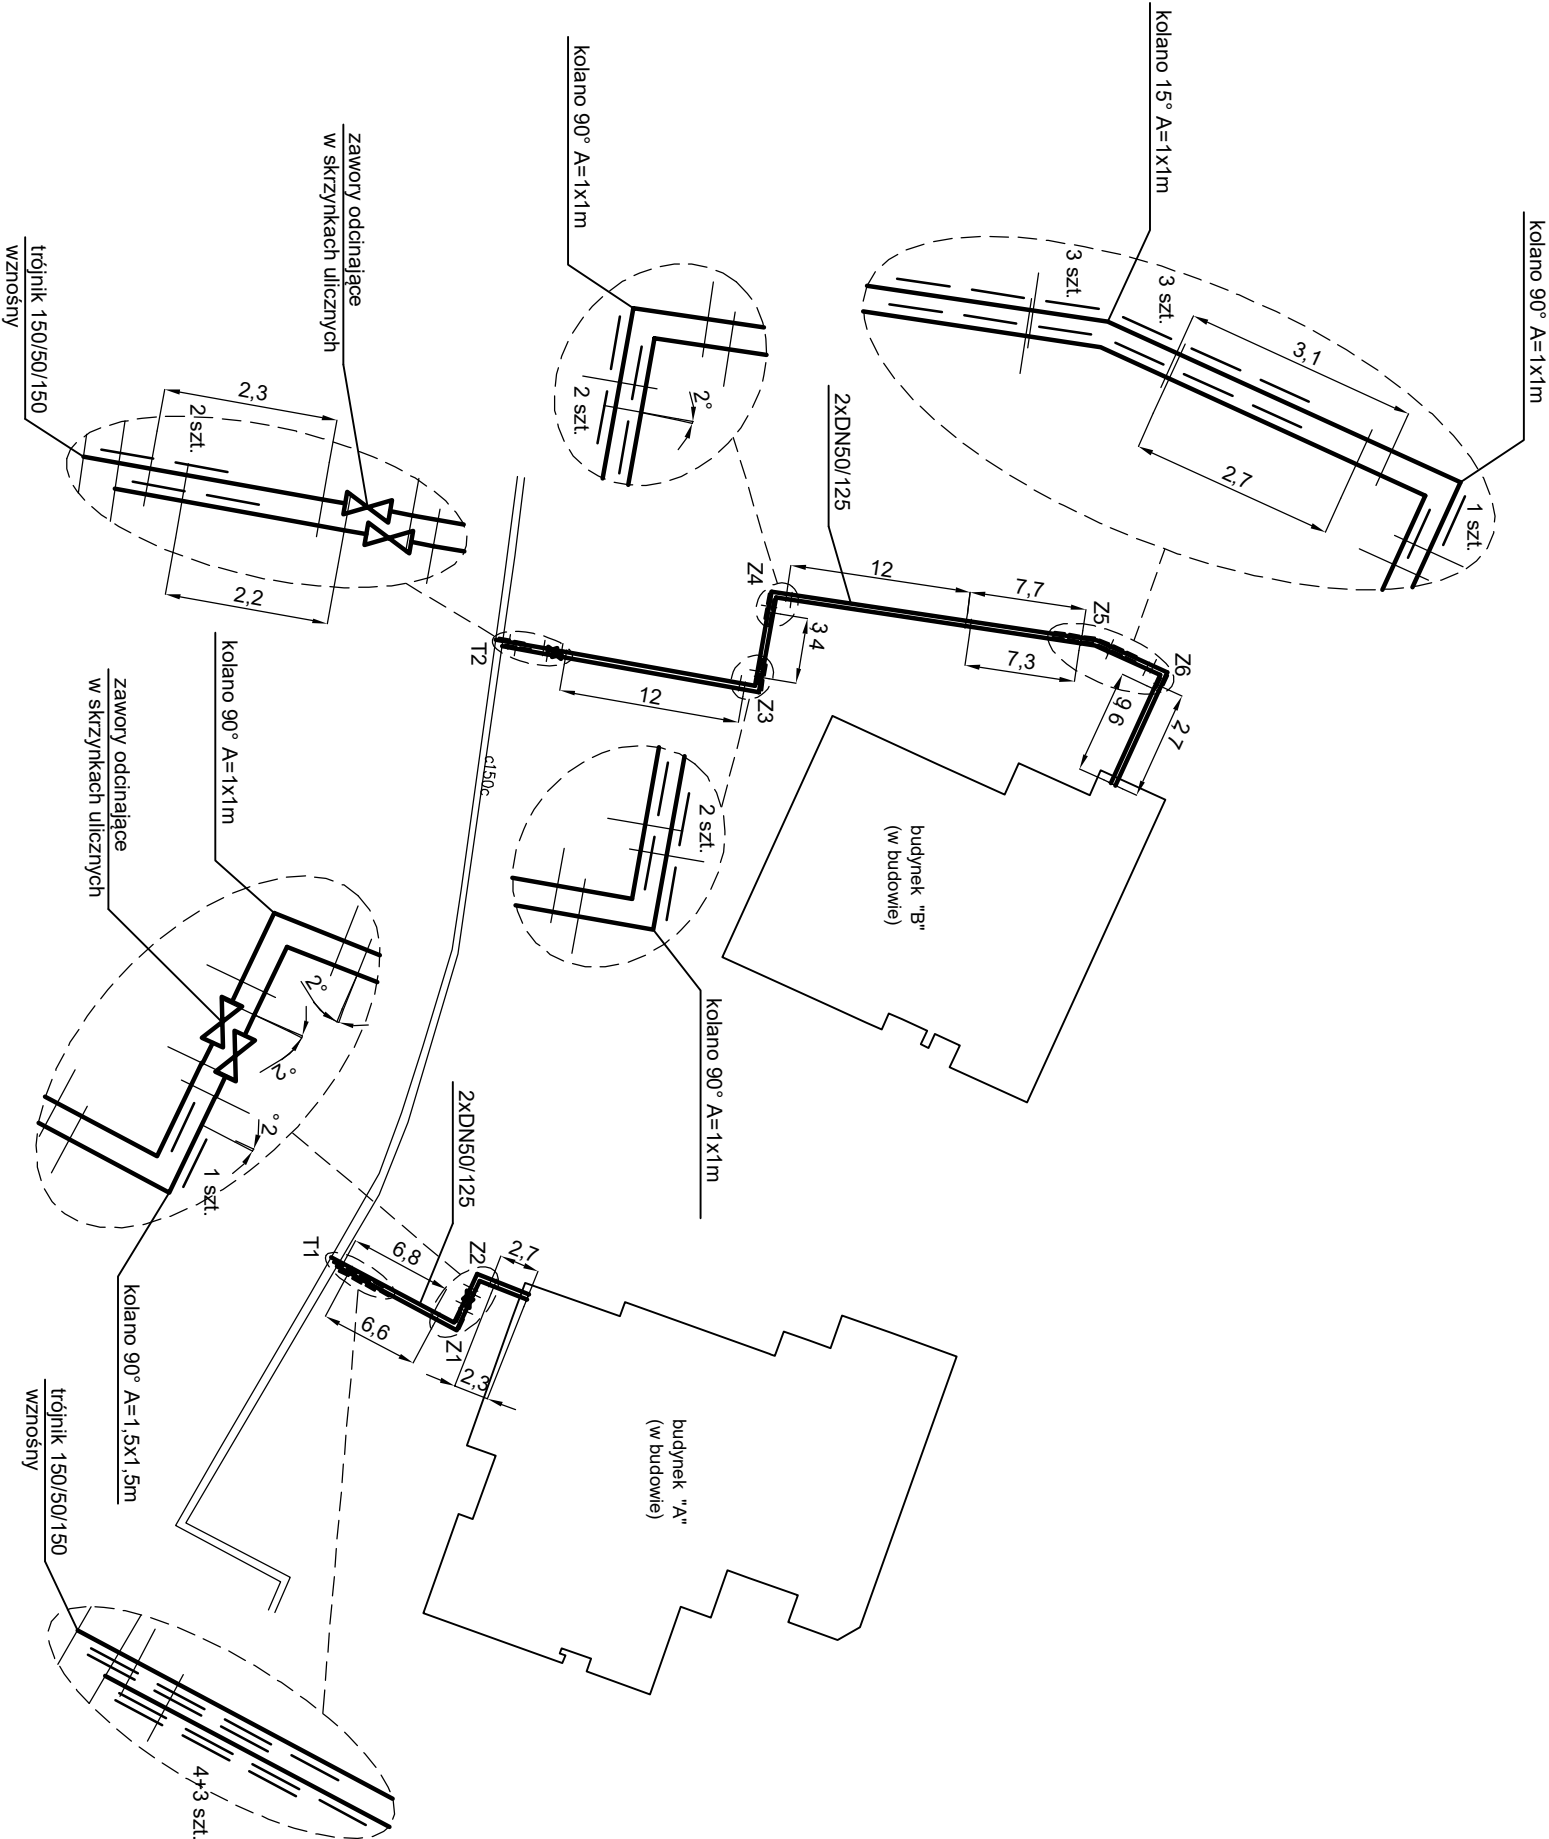 kolano 90° A=1x1m
kolano 15° A=1x1m
3 szt.
3 szt.
3,1
2,7
1 szt.
kolano 90° A=1x1m
2°
2 szt.
zawory odcinające
w skrzynkach ulicznych
trójnik 150/50/150
wznośny
2,3
2 szt.
2,2
2xDN50/125
Z4
12
7,7
Z5
Z6
7,3
3 4
2,7
T2
12
Z3
c150c
2 szt.
kolano 90° A=1x1m
budynek "B"
(w budowie)
kolano 90° A=1x1m
zawory odcinające
w skrzynkach ulicznych
2°
2°
2°
1 szt.
kolano 90° A=1,5x1,5m
2xDN50/125
T1
6,8
Z2
2,7
6,6
Z1
2,3
budynek "A"
(w budowie)
trójnik 150/50/150
wznośny
4+3 szt.